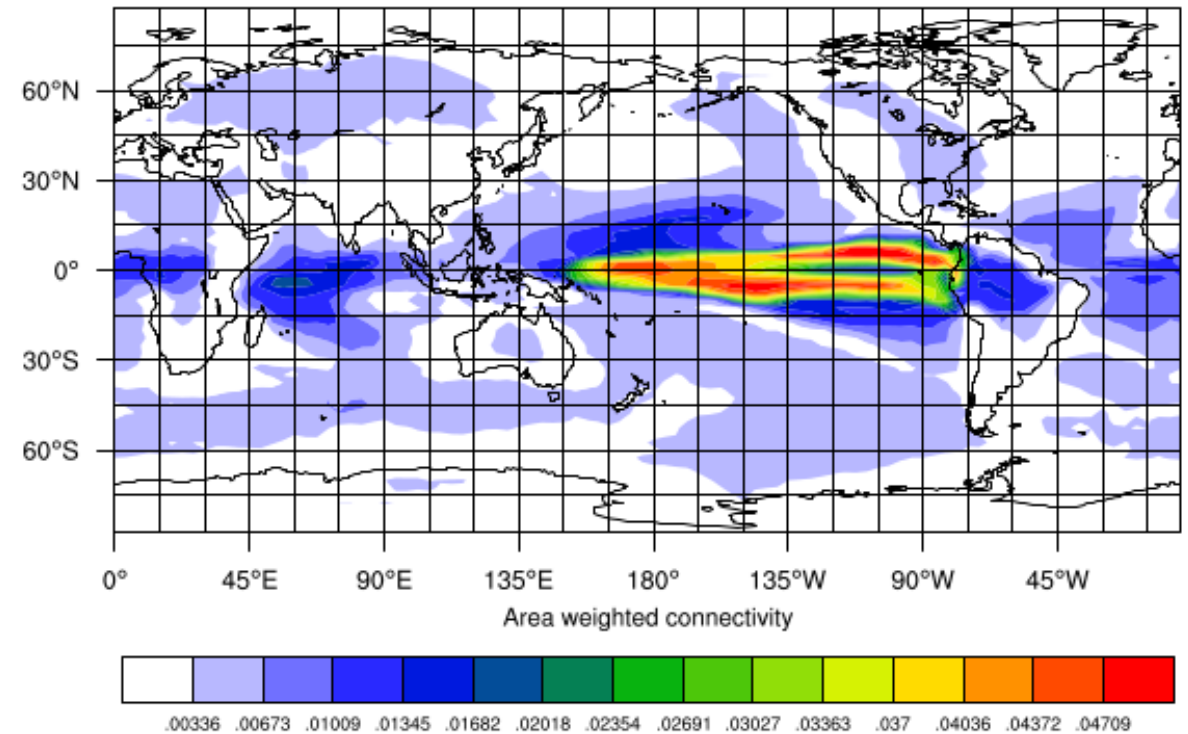 60°N
30°N
0°
30°S
60°S
0° 45°E 90°E 135°E 180° 135°W 90°W 45°W
Area weighted connectivity
.00336 .00673 .01009 .01345 .01682 .02018 .02354 .02691 .03027 .03363 .037 .04036 .04372 .04709